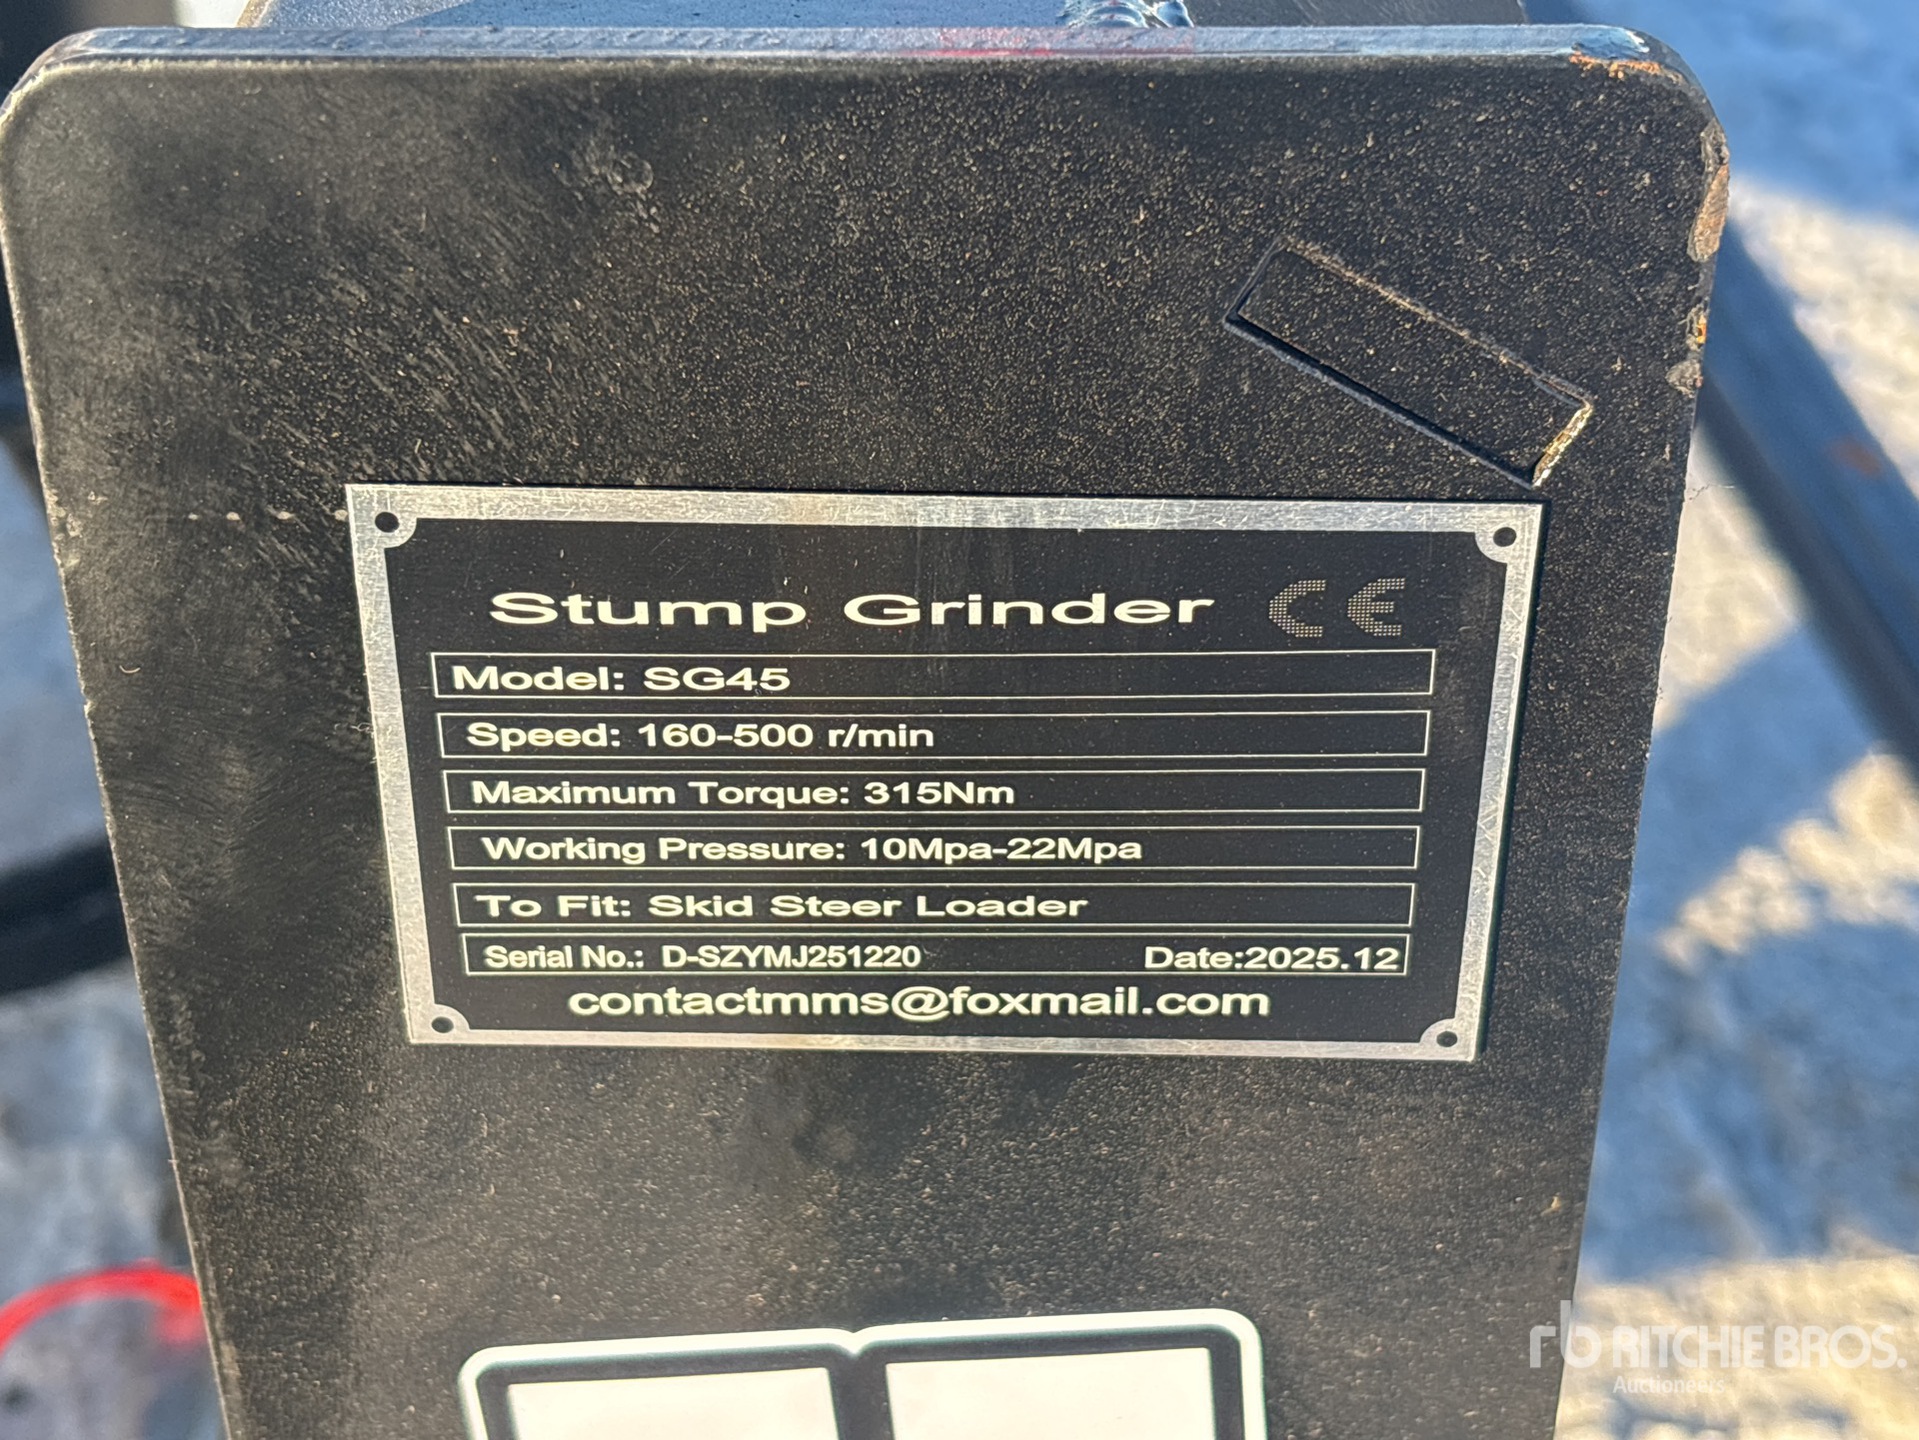 Stump Grinder CE
Model: SG45
Speed: 160-500 r/min
Maximum Torque: 315Nm
Working Pressure: 10Mpa-22Mpa
To Fit: Skid Steer Loader
Serial No.: D-SZYMJ251220 Date:2025.12
contactmms@foxmail.com
rb RITCHIE BROS.
Auctioneers